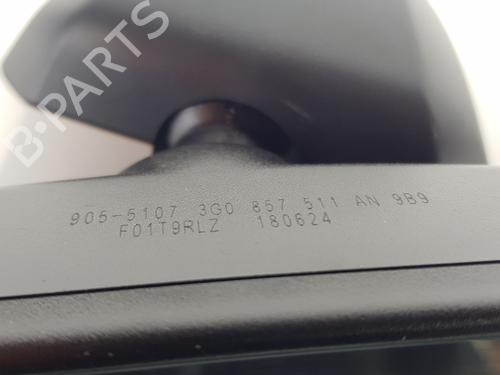 B-PARTS
905-5107 3G0 857 511 AN 9B9
F01T9RLZ 180624